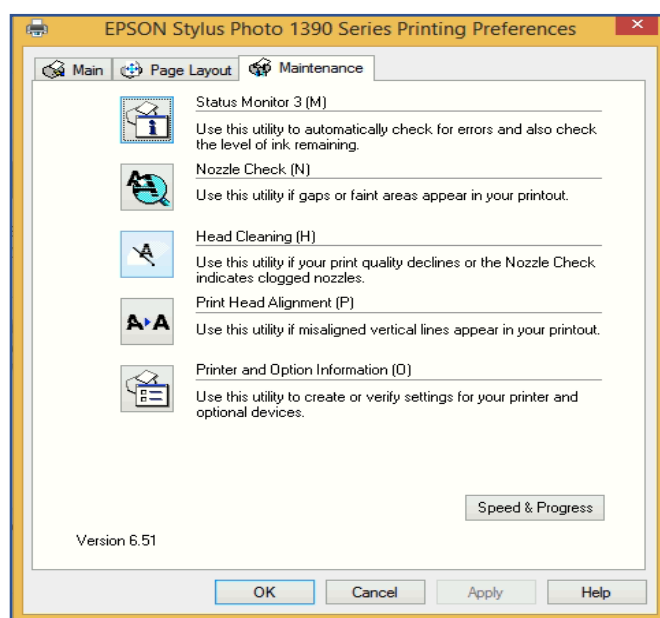 EPSON Stylus Photo 1390 Series Printing Preferences
Main
Page Layout
Maintenance
Status Monitor 3 (M)
Use this utility to automatically check for errors and also check
the level of ink remaining.
Nozzle Check (N)
Use this utility if gaps or faint areas appear in your printout.
Head Cleaning (H)
Use this utility if your print quality declines or the Nozzle Check
indicates clogged nozzles.
Print Head Alignment (P)
Use this utility if misaligned vertical lines appear in your printout.
Printer and Option Information (O)
Use this utility to create or verify settings for your printer and
optional devices.
Speed & Progress
Version 6.51
OK
Cancel
Apply
Help